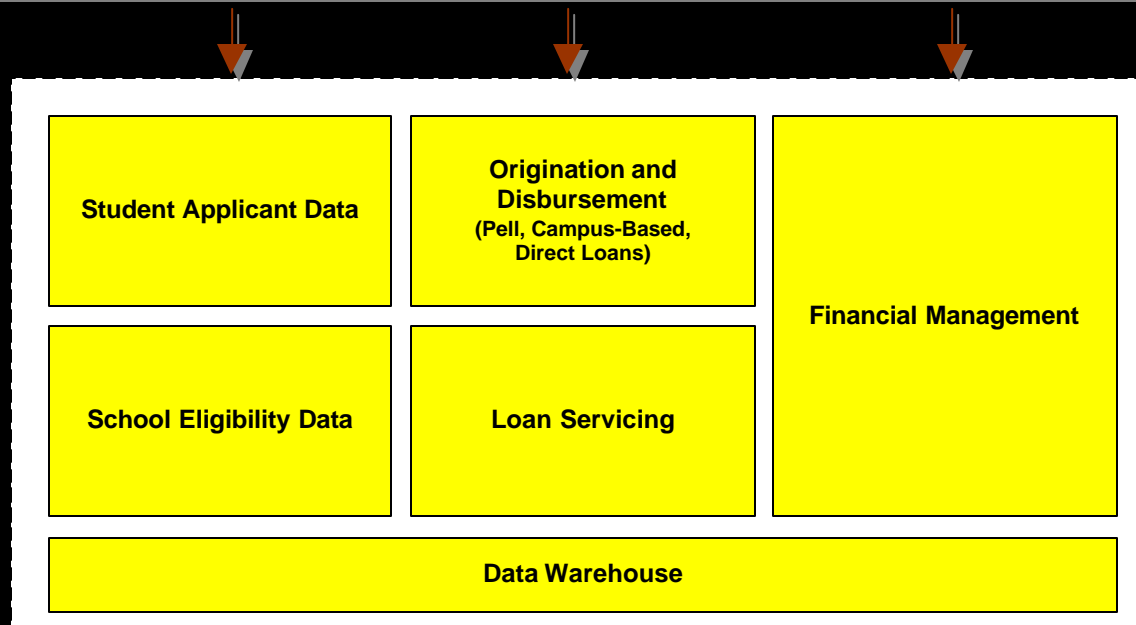 Student Applicant Data
Origination and
Disbursement
(Pell, Campus-Based,
Direct Loans)
Financial Management
School Eligibility Data
Loan Servicing
Data Warehouse